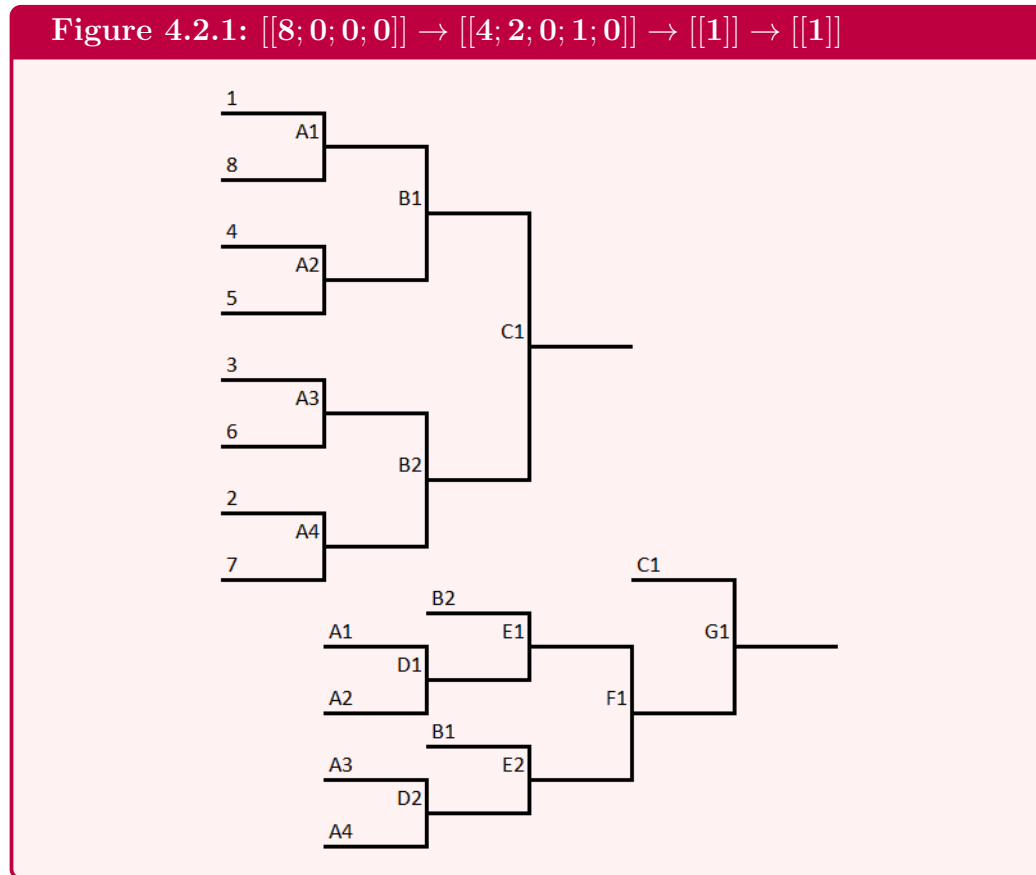 Figure 4.2.1: [[8; 0; 0; 0]] → [[4; 2; 0; 1; 0]] → [[1]] → [[1]]
1
A1
8
B1
4
A2
5
C1
3
A3
6
B2
2
A4
7
C1
B2
A1
E1
G1
D1
A2
F1
B1
A3
E2
D2
A4